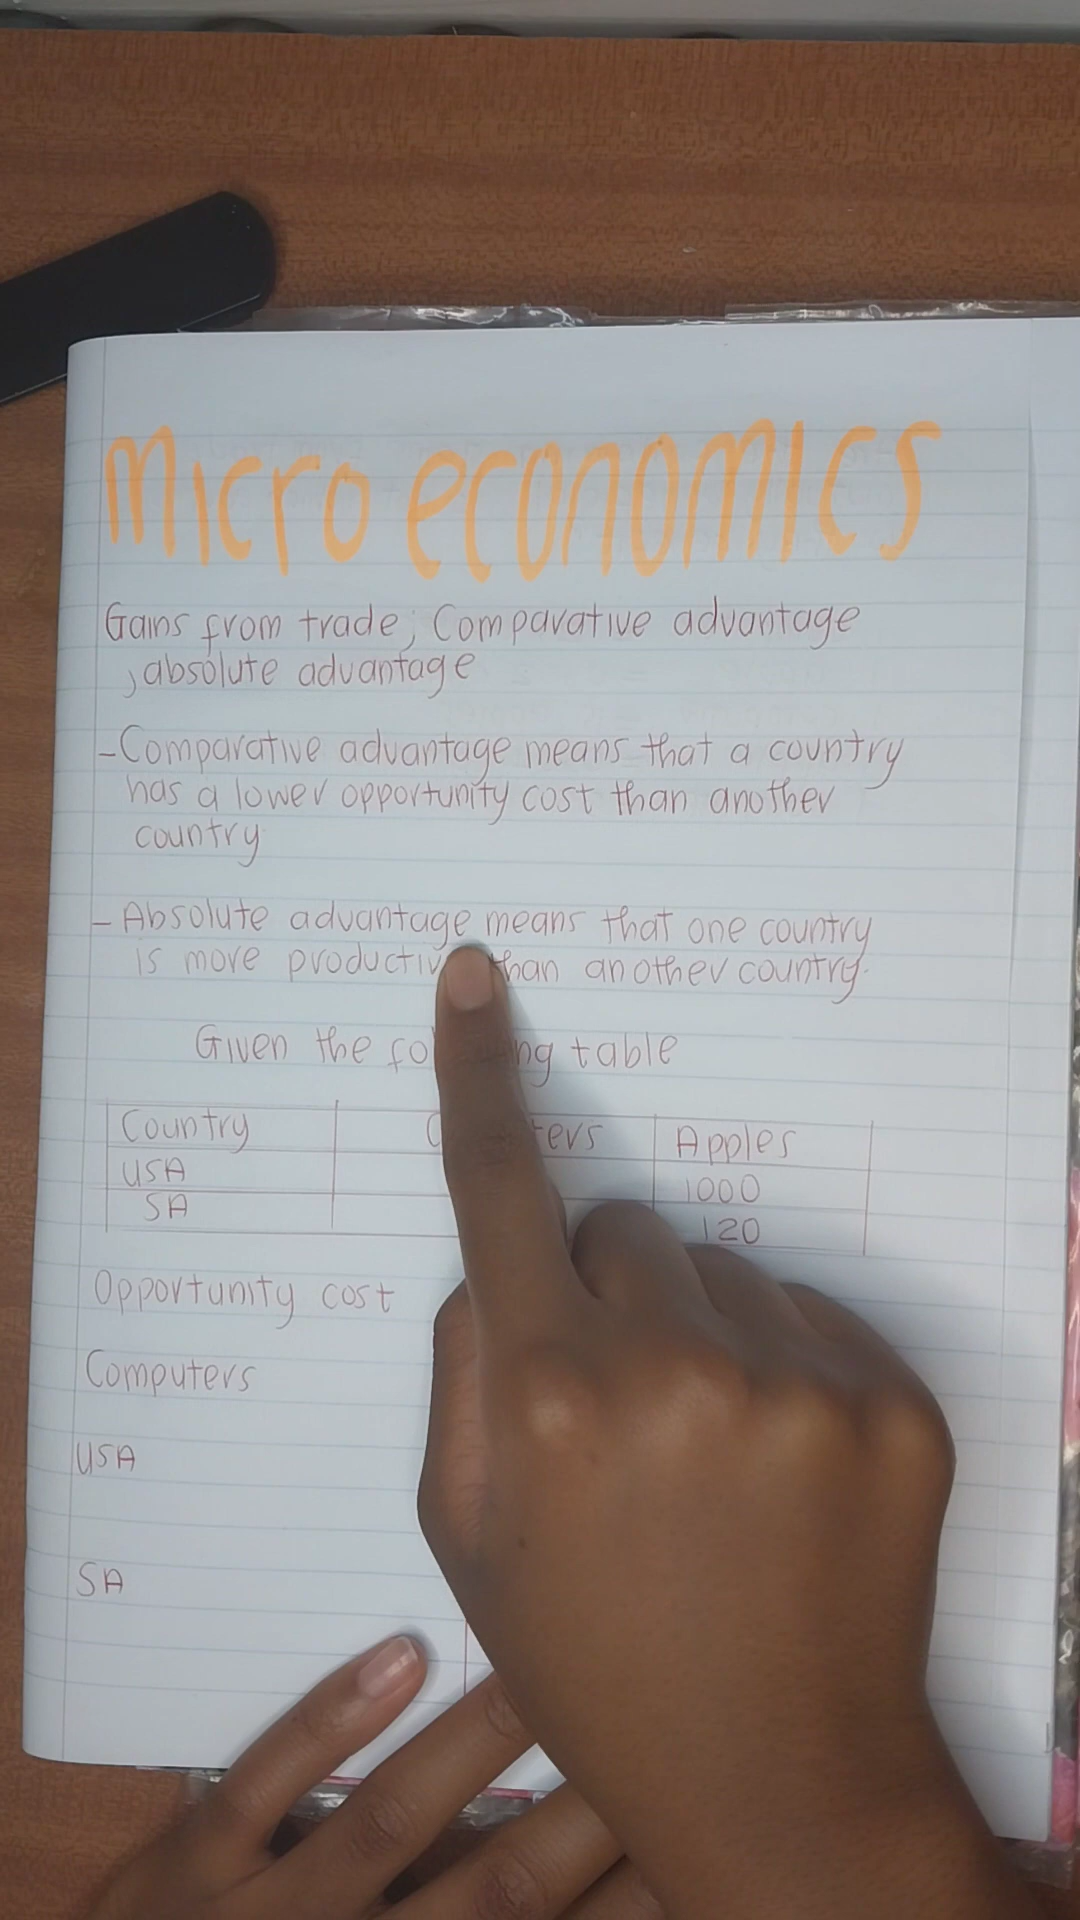 Microeconomics
Gains from trade; Comparative advantage
, absolute advantage
- Comparative advantage means that a country
has a lower opportunity cost than another
country
- Absolute advantage means that one country
is more productiv than another country.
Given the fo ng table
Country C ters Apples
USA 1000
SA 120
Opportunity cost
Computers
USA
SA